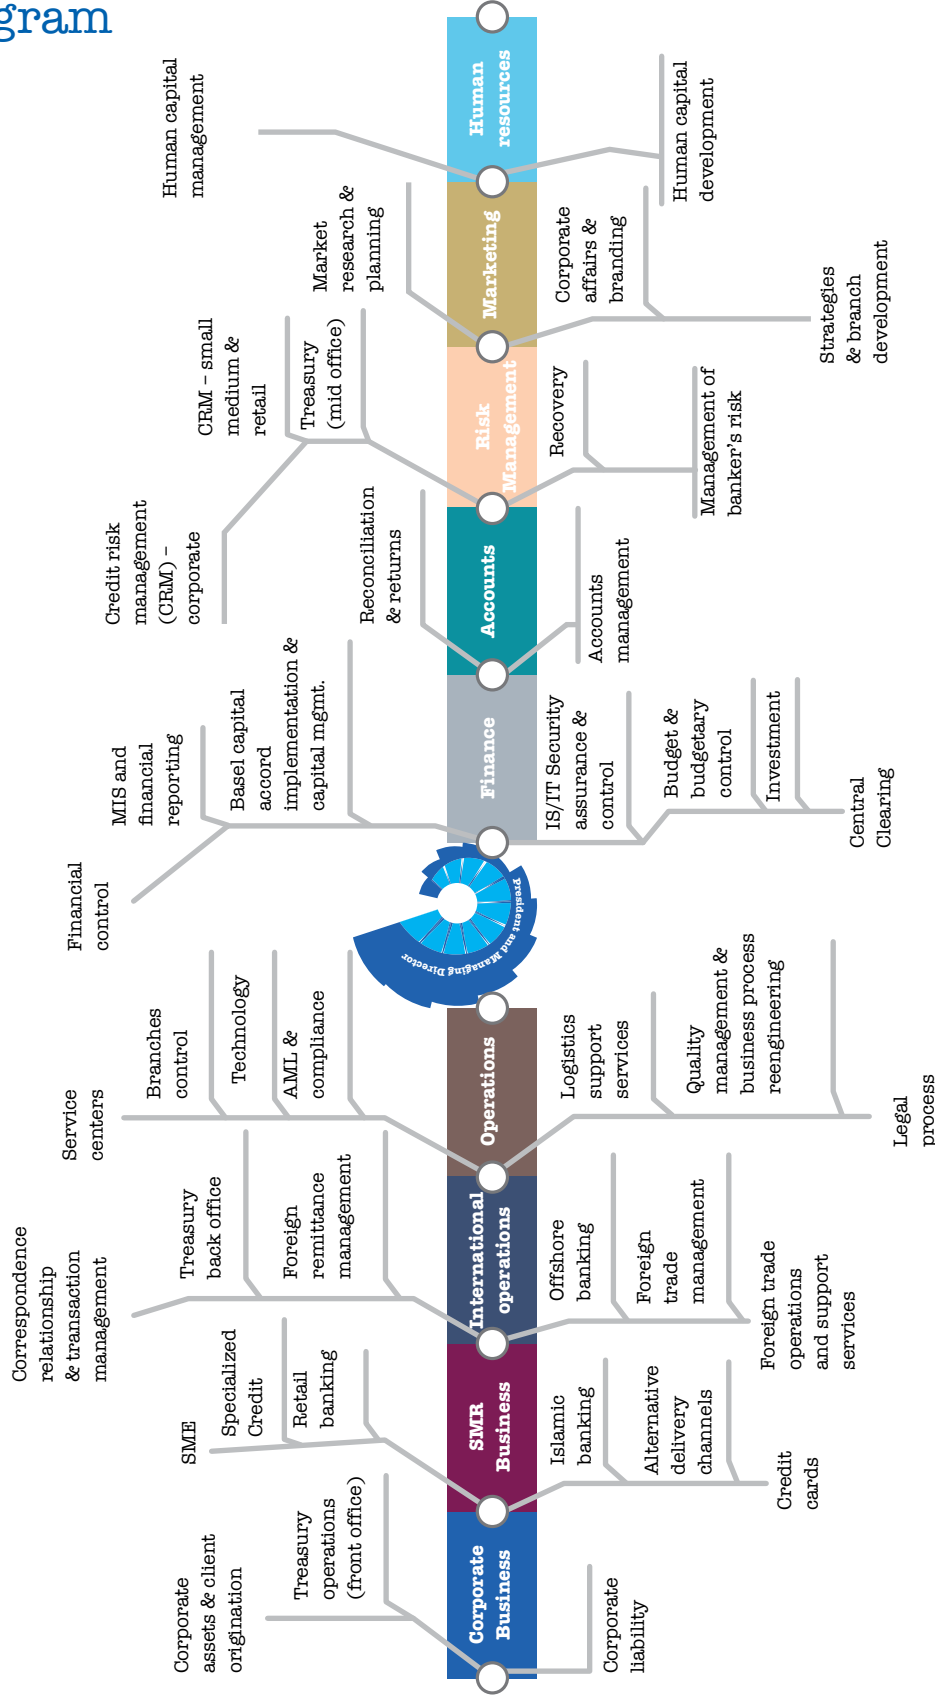 gram
Human capital
management
Human
resources
Human capital
development
Market
research &
planning
Marketing
Corporate
affairs &
branding
Strategies
& branch
development
Credit risk
management
(CRM) –
corporate
CRM – small
medium &
retail
Treasury
(mid office)
Risk
Management
Recovery
Management of
banker's risk
Reconciliation
& returns
Accounts
Accounts
management
Financial
control
MIS and
financial
reporting
Basel capital
accord
implementation &
capital mgmt.
Finance
IS/IT Security
assurance &
control
Budget &
budgetary
control
Investment
Central
Clearing
President and Managing Director
Service
centers
Branches
control
Technology
AML &
compliance
Operations
Logistics
support
services
Quality
management &
business process
reengineering
Legal
process
Correspondence
relationship
& transaction
management
Treasury
back office
Foreign
remittance
management
International
operations
Offshore
banking
Foreign
trade
management
Foreign trade
operations
and support
services
SME
Specialized
Credit
Retail
banking
SMR
Business
Islamic
banking
Alternative
delivery
channels
Credit
cards
Corporate
assets & client
origination
Treasury
operations
(front office)
Corporate
Business
Corporate
liability